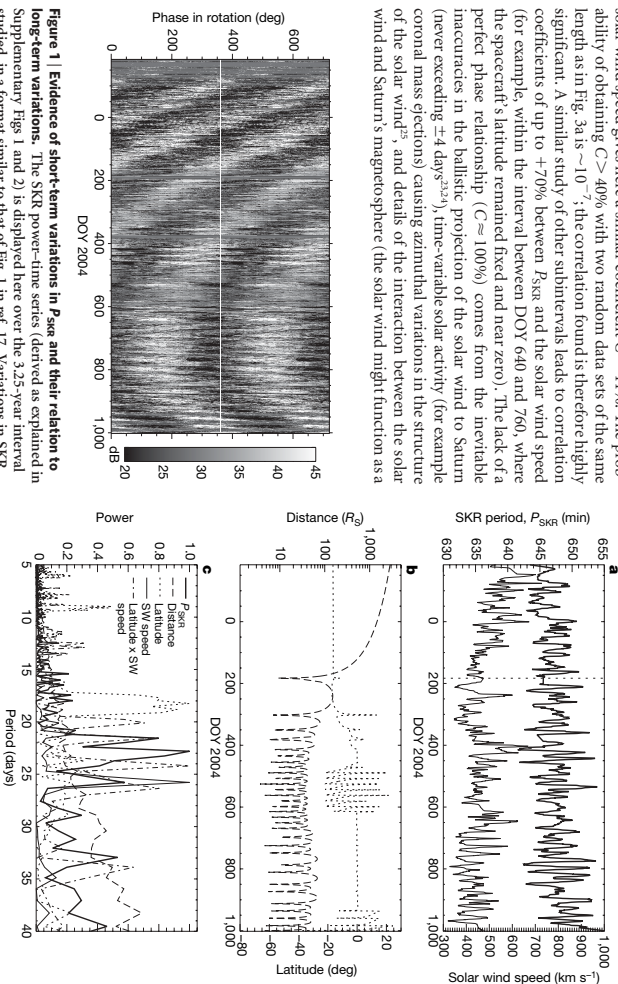 solar wind speed gives rise a similar coefficient The prob-
ability of obtaining C > 40% with two random data sets of the same
length as in Fig. 3a is ~10⁻⁷; the correlation found is therefore highly
significant. A similar study of other subintervals leads to correlation
coefficients of up to +70% between P_SKR and the solar wind speed
(for example, within the interval between DOY 640 and 760, where
the spacecraft's latitude remained fixed and near zero). The lack of a
perfect phase relationship (C ≈ 100%) comes from the inevitable
inaccuracies in the ballistic projection of the solar wind to Saturn
(never exceeding ±4 days²³,²⁴), time-variable solar activity (for example
coronal mass ejections) causing azimuthal variations in the structure
of the solar wind²⁵, and details of the interaction between the solar
wind and Saturn's magnetosphere (the solar wind might function as a
Phase in rotation (deg)
0 200 400 600
0 200 400 600 800 1,000
DOY 2004
dB
20 25 30 35 40 45
Figure 1 | Evidence of short-term variations in P_SKR and their relation to
long-term variations. The SKR power–time series (derived as explained in
Supplementary Figs 1 and 2) is displayed here over the 3.25-year interval
studied, in a format similar to that of Fig. 1 in ref. 17. Variations in SKR
a
SKR period, P_SKR (min)
630 635 640 645 650 655
0 200 400 600 800 1,000
DOY 2004
Solar wind speed (km s⁻¹)
300 400 500 600 700 800 900 1,000
b
Distance (R_S)
10 100 1,000
0 200 400 600 800 1,000
DOY 2004
Latitude (deg)
-80 -60 -40 -20 0 20
c
Power
0 0.2 0.4 0.6 0.8 1.0
P_SKR
Distance
Latitude
SW speed
Latitude x SW
speed
5 10 15 20 25 30 35 40
Period (days)